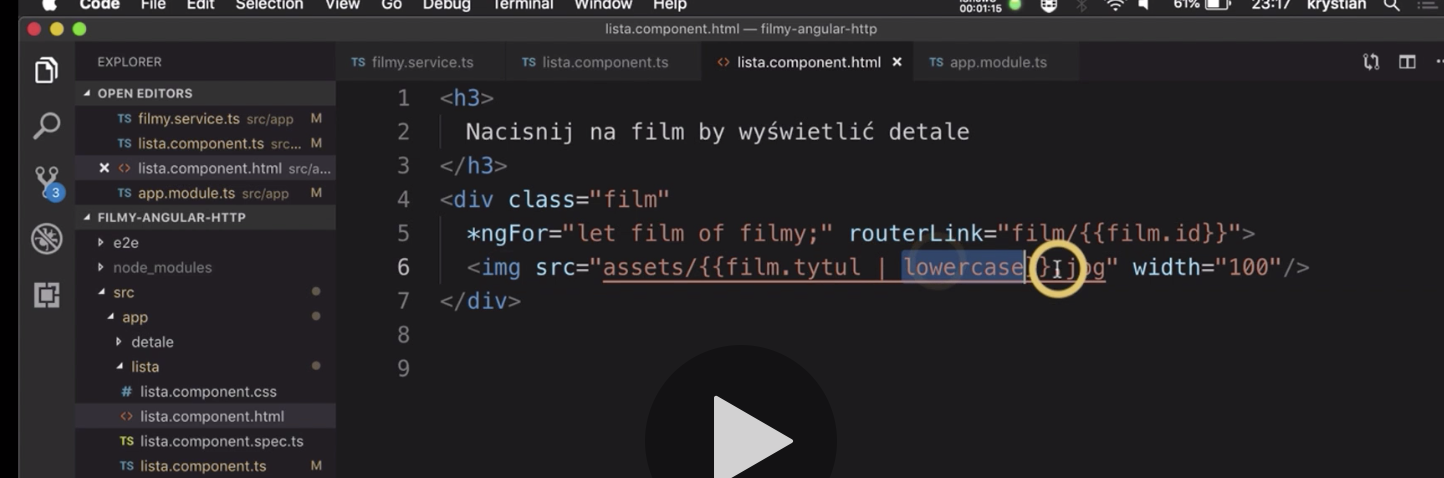 Code File Edit Selection View Go Debug Terminal Window Help 00:01:15 61% 23:17 krystian
lista.component.html — filmy-angular-http
EXPLORER
TS filmy.service.ts TS lista.component.ts <> lista.component.html × TS app.module.ts
OPEN EDITORS
TS filmy.service.ts src/app M
TS lista.component.ts src... M
× <> lista.component.html src/a...
TS app.module.ts src/app M
3
FILMY-ANGULAR-HTTP
e2e
node_modules
src
app
detale
lista
# lista.component.css
<> lista.component.html
TS lista.component.spec.ts
TS lista.component.ts M
1 <h3>
2 Nacisnij na film by wyświetlić detale
3 </h3>
4 <div class="film"
5 *ngFor="let film of filmy;" routerLink="film/{{film.id}}">
6 <img src="assets/{{film.tytul | lowercase}}.jpg" width="100"/>
7 </div>
8
9